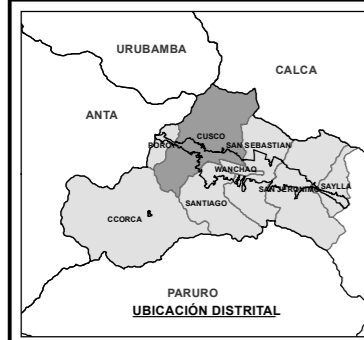 URUBAMBA
CALCA
ANTA
CUSCO
POROY
SAN SEBASTIAN
WANCHAQ
SAN JERONIMO
SAYLLA
CCORCA
SANTIAGO
PARURO
UBICACIÓN DISTRITAL